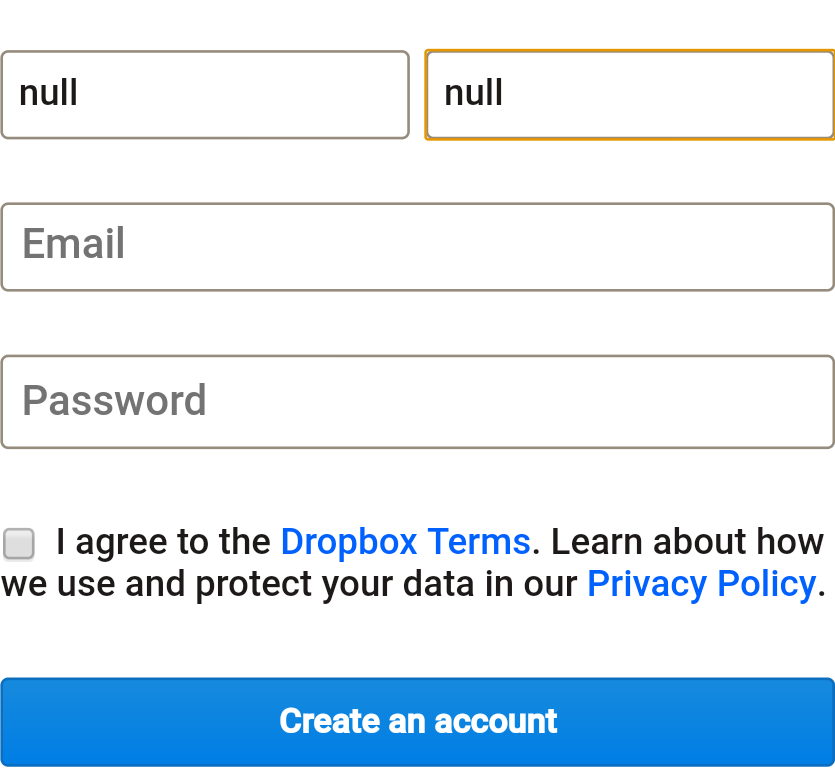 null null
Email
Password
I agree to the Dropbox Terms. Learn about how
we use and protect your data in our Privacy Policy.
Create an account